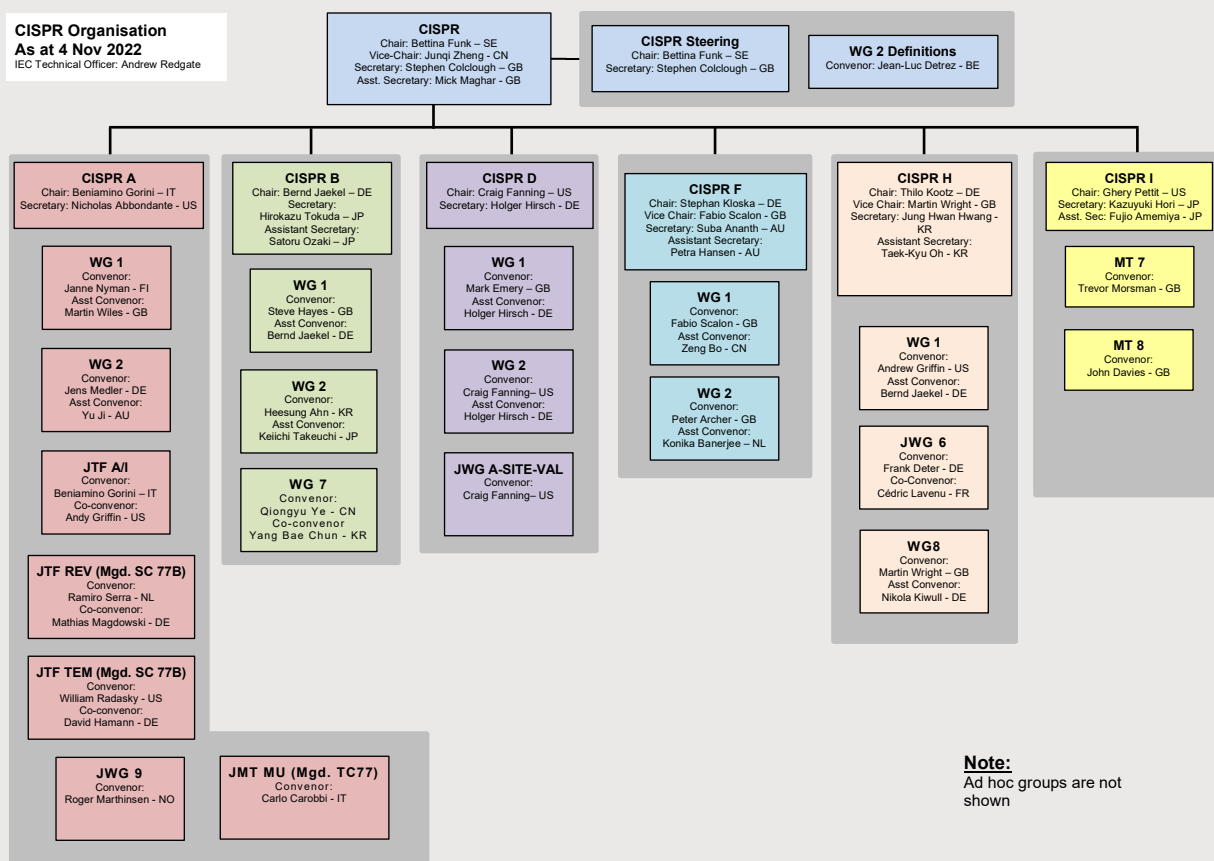 CISPR Organisation
As at 4 Nov 2022
IEC Technical Officer: Andrew Redgate
CISPR
Chair: Bettina Funk – SE
Vice-Chair: Junqi Zheng – CN
Secretary: Stephen Colclough – GB
Asst. Secretary: Mick Maghar - GB
CISPR Steering
Chair: Bettina Funk – SE
Secretary: Stephen Colclough – GB
WG 2 Definitions
Convenor: Jean-Luc Detrez - BE
CISPR A
Chair: Beniamino Gorini – IT
Secretary: Nicholas Abbondante - US
WG 1
Convenor:
Janne Nyman - FI
Asst Convenor:
Martin Wiles - GB
WG 2
Convenor:
Jens Medler - DE
Asst Convenor:
Yu Ji - AU
JTF A/I
Convenor:
Beniamino Gorini – IT
Co-convenor:
Andy Griffin - US
JTF REV (Mgd. SC 77B)
Convenor:
Ramiro Serra - NL
Co-convenor:
Mathias Magdowski - DE
JTF TEM (Mgd. SC 77B)
Convenor:
William Radasky - US
Co-convenor:
David Hamann - DE
JWG 9
Convenor:
Roger Marthinsen - NO
JMT MU (Mgd. TC77)
Convenor:
Carlo Carobbi - IT
CISPR B
Chair: Bernd Jaekel – DE
Secretary:
Hirokazu Tokuda – JP
Assistant Secretary:
Satoru Ozaki – JP
WG 1
Convenor:
Steve Hayes - GB
Asst Convenor:
Bernd Jaekel - DE
WG 2
Convenor:
Heesung Ahn - KR
Asst Convenor:
Keiichi Takeuchi - JP
WG 7
Convenor:
Qiongyu Ye - CN
Co-convenor
Yang Bae Chun - KR
CISPR D
Chair: Craig Fanning – US
Secretary: Holger Hirsch - DE
WG 1
Convenor:
Mark Emery – GB
Asst Convenor:
Holger Hirsch - DE
WG 2
Convenor:
Craig Fanning– US
Asst Convenor:
Holger Hirsch - DE
JWG A-SITE-VAL
Convenor:
Craig Fanning– US
CISPR F
Chair: Stephan Kloska – DE
Vice Chair: Fabio Scalon - GB
Secretary: Suba Ananth – AU
Assistant Secretary:
Petra Hansen - AU
WG 1
Convenor:
Fabio Scalon - GB
Asst Convenor:
Zeng Bo - CN
WG 2
Convenor:
Peter Archer - GB
Asst Convenor:
Konika Banerjee – NL
CISPR H
Chair: Thilo Kootz – DE
Vice Chair: Martin Wright - GB
Secretary: Jung Hwan Hwang -
KR
Assistant Secretary:
Taek-Kyu Oh - KR
WG 1
Convenor:
Andrew Griffin - US
Asst Convenor:
Bernd Jaekel - DE
JWG 6
Convenor:
Frank Deter - DE
Co-Convenor:
Cédric Lavenu - FR
WG8
Convenor:
Martin Wright – GB
Asst Convenor:
Nikola Kiwull - DE
CISPR I
Chair: Ghery Pettit - US
Secretary: Kazuyuki Hori - JP
Asst. Sec: Fujio Amemiya - JP
MT 7
Convenor:
Trevor Morsman - GB
MT 8
Convenor:
John Davies - GB
Note:
Ad hoc groups are not
shown